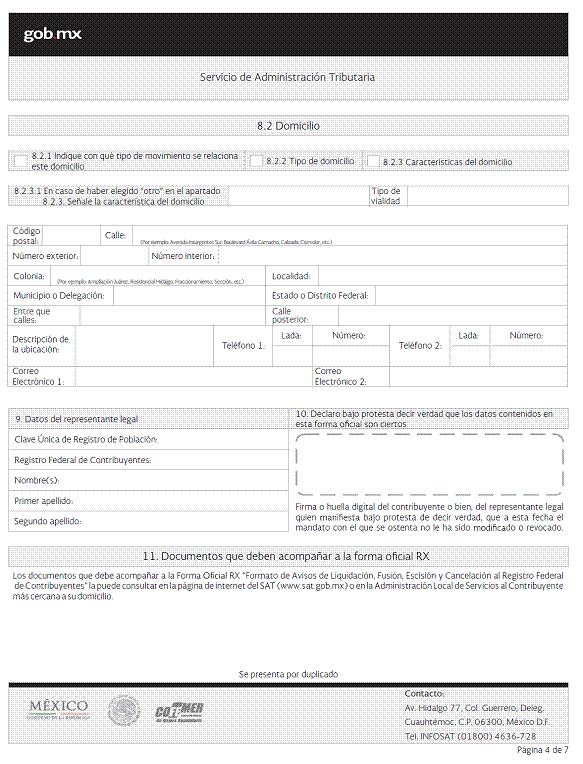 gob.mx
Servicio de Administración Tributaria
8.2 Domicilio
8.2.1 Indique con qué tipo de movimiento se relaciona
este domicilio
8.2.2 Tipo de domicilio
8.2.3 Características del domicilio
8.2.3.1 En caso de haber elegido "otro" en el apartado
8.2.3. Señale la característica del domicilio
Tipo de
vialidad
Código
postal:
Calle:
(Por ejemplo: Avenida Insurgentes Sur, Boulevard Ávila Camacho, Calzada, Corredor, etc.)
Número exterior:
Número interior:
Colonia:
(Por ejemplo: Ampliación Juárez, Residencial Hidalgo, Fraccionamiento, Sección, etc.)
Localidad:
Municipio o Delegación:
Estado o Distrito Federal:
Entre que
calles:
Calle
posterior:
Descripción de
la ubicación:
Teléfono 1:
Lada:
Número:
Teléfono 2:
Lada:
Número:
Correo
Electrónico 1:
Correo
Electrónico 2:
9. Datos del representante legal
Clave Única de Registro de Población:
Registro Federal de Contribuyentes:
Nombre(s):
Primer apellido:
Segundo apellido:
10. Declaro bajo protesta decir verdad que los datos contenidos en
esta forma oficial son ciertos
Firma o huella digital del contribuyente o bien, del representante legal
quien manifiesta bajo protesta de decir verdad, que a esta fecha el
mandato con el que se ostenta no le ha sido modificado o revocado.
11. Documentos que deben acompañar a la forma oficial RX
Los documentos que debe acompañar a la Forma Oficial RX "Formato de Avisos de Liquidación, Fusión, Escisión y Cancelación al Registro Federal
de Contribuyentes" la puede consultar en la página de internet del SAT (www.sat.gob.mx) o en la Administración Local de Servicios al Contribuyente
más cercana a su domicilio.
Se presenta por duplicado
MÉXICO
GOBIERNO DE LA REPÚBLICA
COFEMER
Contacto:
Av. Hidalgo 77, Col. Guerrero, Deleg.
Cuauhtémoc, C.P. 06300, México D.F.
Tel. INFOSAT (01800) 4636-728
Página 4 de 7